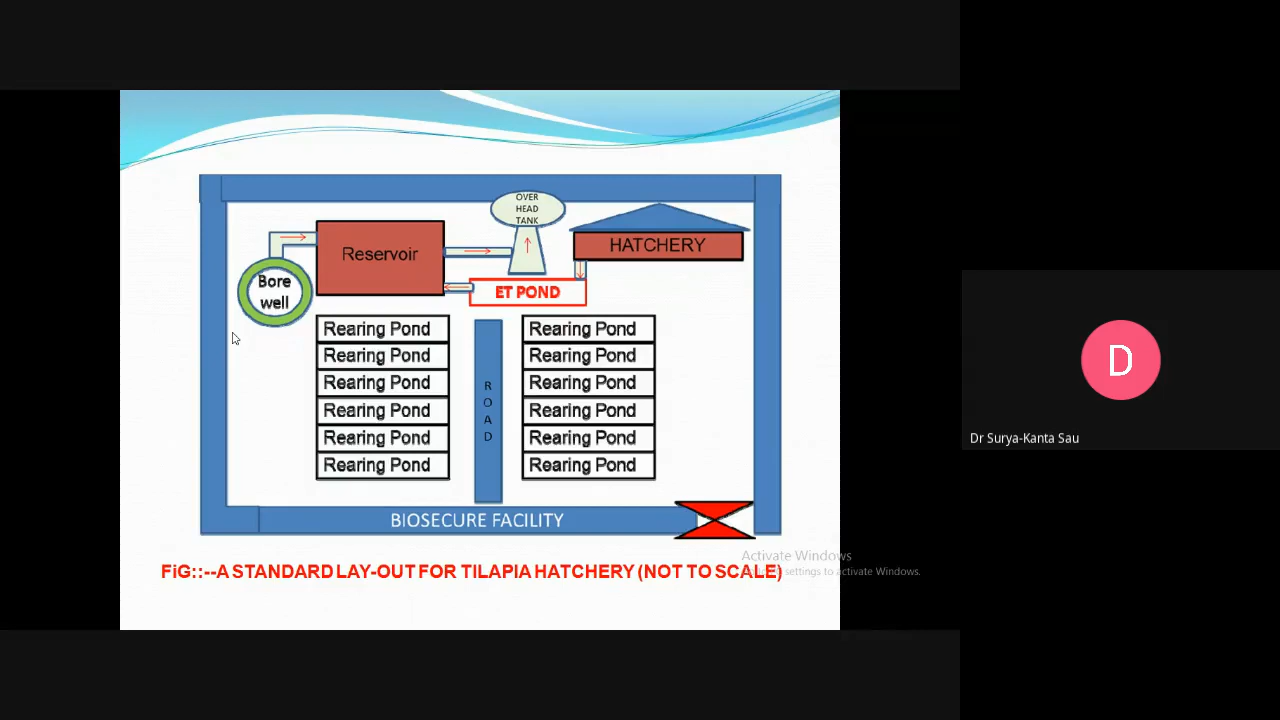 OVER
HEAD
TANK
Reservoir
HATCHERY
Bore
well
ET POND
Rearing Pond
Rearing Pond
Rearing Pond
Rearing Pond
Rearing Pond
Rearing Pond
R
O
A
D
Rearing Pond
Rearing Pond
Rearing Pond
Rearing Pond
Rearing Pond
Rearing Pond
BIOSECURE FACILITY
FiG::--A STANDARD LAY-OUT FOR TILAPIA HATCHERY (NOT TO SCALE)
Activate Windows
settings to activate Windows.
D
Dr Surya-Kanta Sau